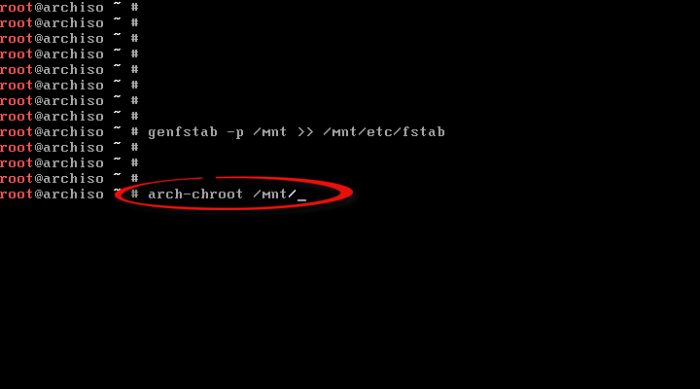 root@archiso ~ #
root@archiso ~ #
root@archiso ~ #
root@archiso ~ #
root@archiso ~ #
root@archiso ~ #
root@archiso ~ #
root@archiso ~ #
root@archiso ~ # genfstab -p /mnt >> /mnt/etc/fstab
root@archiso ~ #
root@archiso ~ #
root@archiso ~ #
root@archiso ~ # arch-chroot /mnt/_